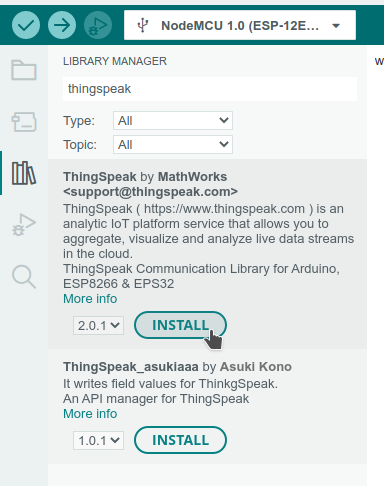 NodeMCU 1.0 (ESP-12E...
LIBRARY MANAGER
w
thingspeak
Type: All
Topic: All
ThingSpeak by MathWorks
<support@thingspeak.com>
ThingSpeak ( https://www.thingspeak.com ) is an
analytic IoT platform service that allows you to
aggregate, visualize and analyze live data streams
in the cloud.
ThingSpeak Communication Library for Arduino,
ESP8266 & EPS32
More info
2.0.1 INSTALL
ThingSpeak_asukiaaa by Asuki Kono
It writes field values for ThinkgSpeak.
An API manager for ThingSpeak
More info
1.0.1 INSTALL